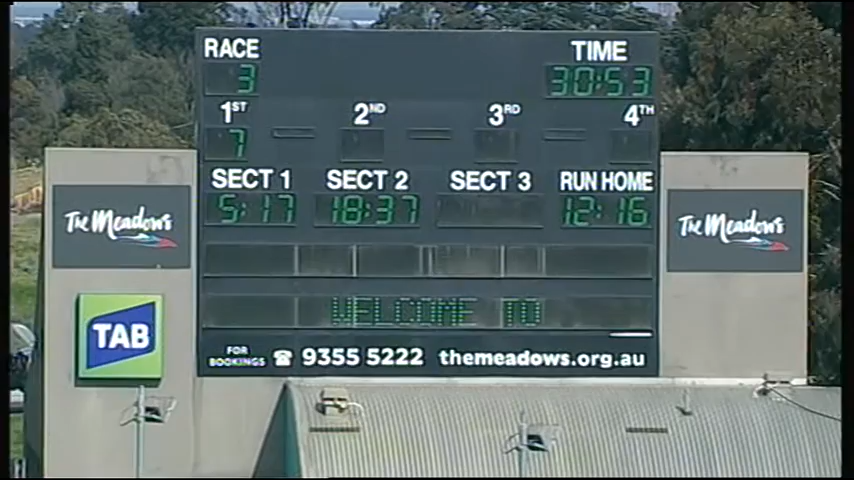 RACE TIME
3 30:53
1ST 2ND 3RD 4TH
7
SECT 1 SECT 2 SECT 3 RUN HOME
5:17 18:37 12:16
The Meadows The Meadows
WELCOME TO
TAB
FOR BOOKINGS ☎ 9355 5222 themeadows.org.au